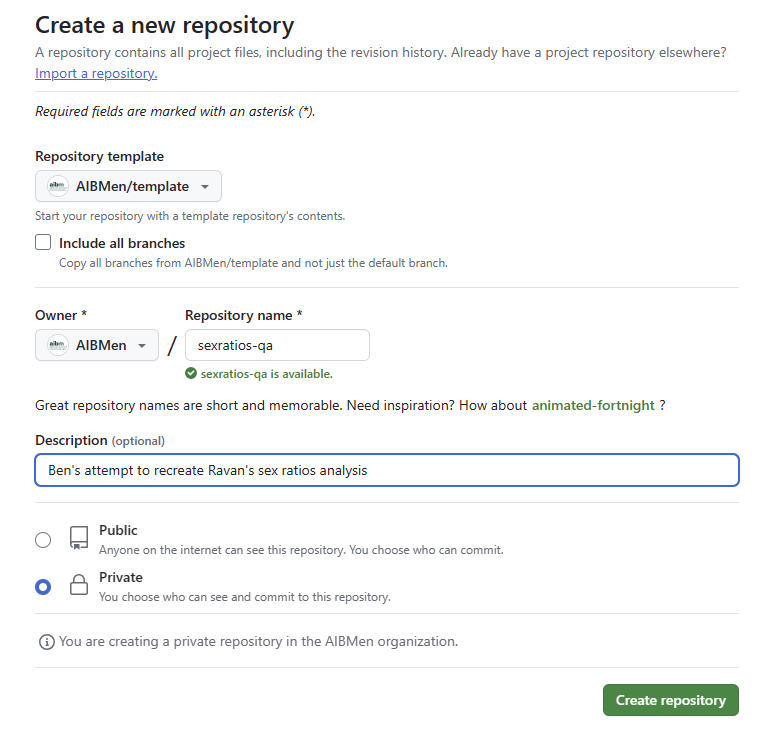 Create a new repository
A repository contains all project files, including the revision history. Already have a project repository elsewhere?
Import a repository.
Required fields are marked with an asterisk (*).
Repository template
aibm AIBMen/template
Start your repository with a template repository's contents.
Include all branches
Copy all branches from AIBMen/template and not just the default branch.
Owner * Repository name *
aibm AIBMen / sexratios-qa
sexratios-qa is available.
Great repository names are short and memorable. Need inspiration? How about animated-fortnight ?
Description (optional)
Ben's attempt to recreate Ravan's sex ratios analysis
Public
Anyone on the internet can see this repository. You choose who can commit.
Private
You choose who can see and commit to this repository.
You are creating a private repository in the AIBMen organization.
Create repository